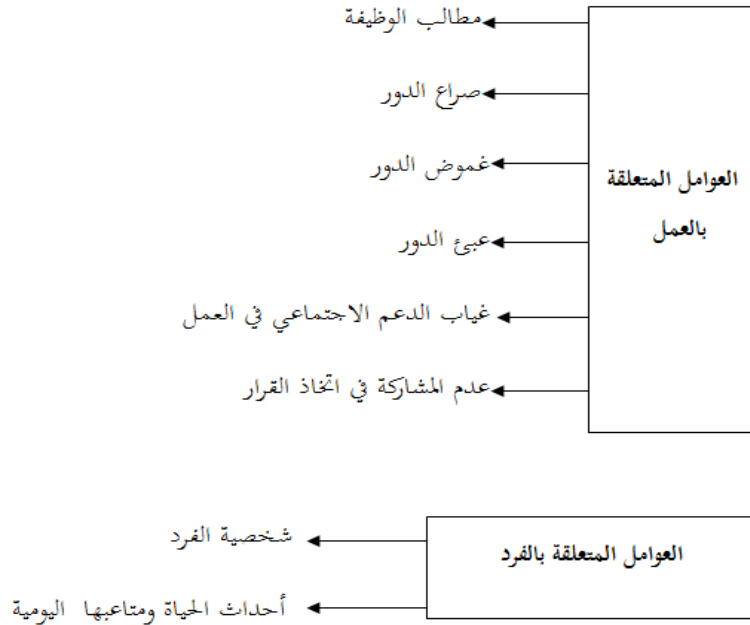 مطالب الوظيفة
صراع الدور
غموض الدور
العوامل المتعلقة
بالعمل
عبئ الدور
غياب الدعم الاجتماعي في العمل
عدم المشاركة في اتخاذ القرار
العوامل المتعلقة بالفرد
شخصية الفرد
أحداث الحياة ومتاعبها اليومية